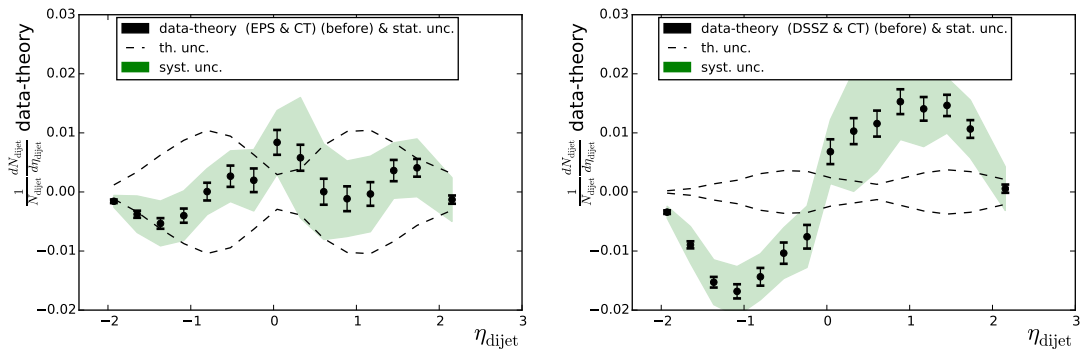 0.03
0.02
0.01
0.00
−0.01
−0.02
1/N_dijet dN_dijet/dη_dijet data-theory
data-theory (EPS & CT) (before) & stat. unc.
th. unc.
syst. unc.
−2 −1 0 1 2 3
η_dijet
0.03
0.02
0.01
0.00
−0.01
−0.02
1/N_dijet dN_dijet/dη_dijet data-theory
data-theory (DSSZ & CT) (before) & stat. unc.
th. unc.
syst. unc.
−2 −1 0 1 2 3
η_dijet